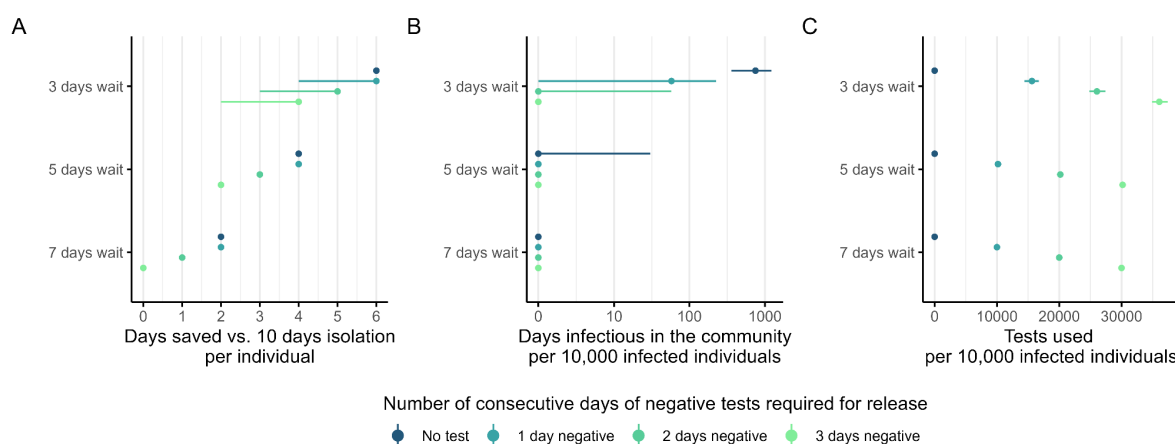 A
B
C
3 days wait
5 days wait
7 days wait
0 1 2 3 4 5 6
Days saved vs. 10 days isolation
per individual
3 days wait
5 days wait
7 days wait
0 10 100 1000
Days infectious in the community
per 10,000 infected individuals
3 days wait
5 days wait
7 days wait
0 10000 20000 30000
Tests used
per 10,000 infected individuals
Number of consecutive days of negative tests required for release
No test 1 day negative 2 days negative 3 days negative